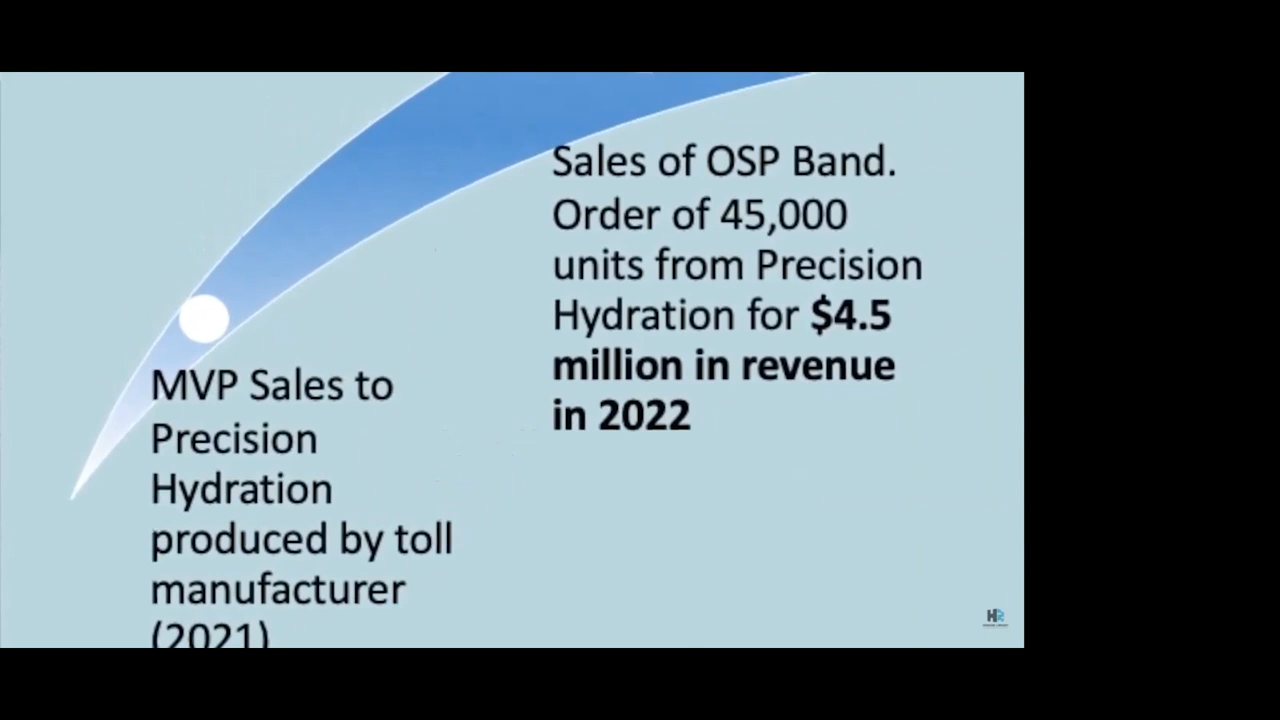 MVP Sales to
Precision
Hydration
produced by toll
manufacturer
(2021)
Sales of OSP Band.
Order of 45,000
units from Precision
Hydration for $4.5
million in revenue
in 2022